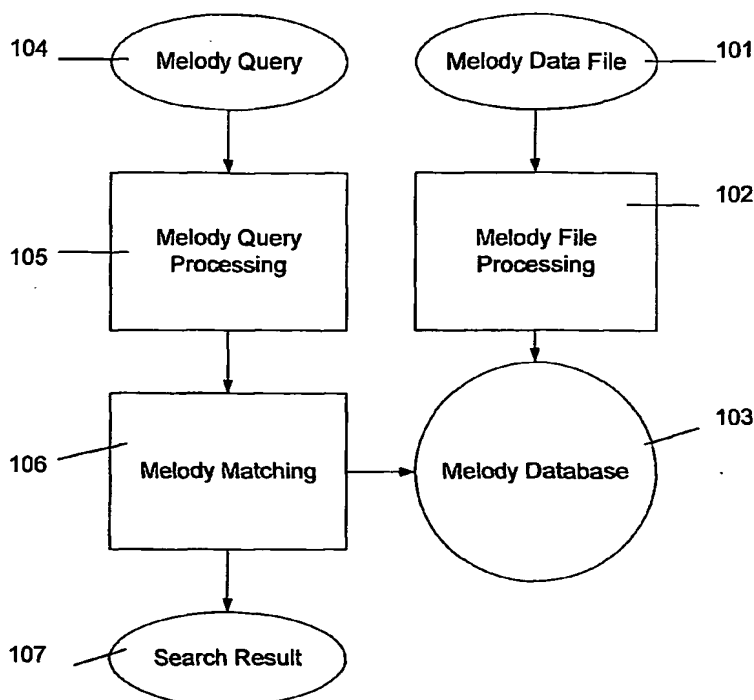 104
Melody Query
Melody Data File
101
105
Melody Query
Processing
Melody File
Processing
102
106
Melody Matching
Melody Database
103
107
Search Result